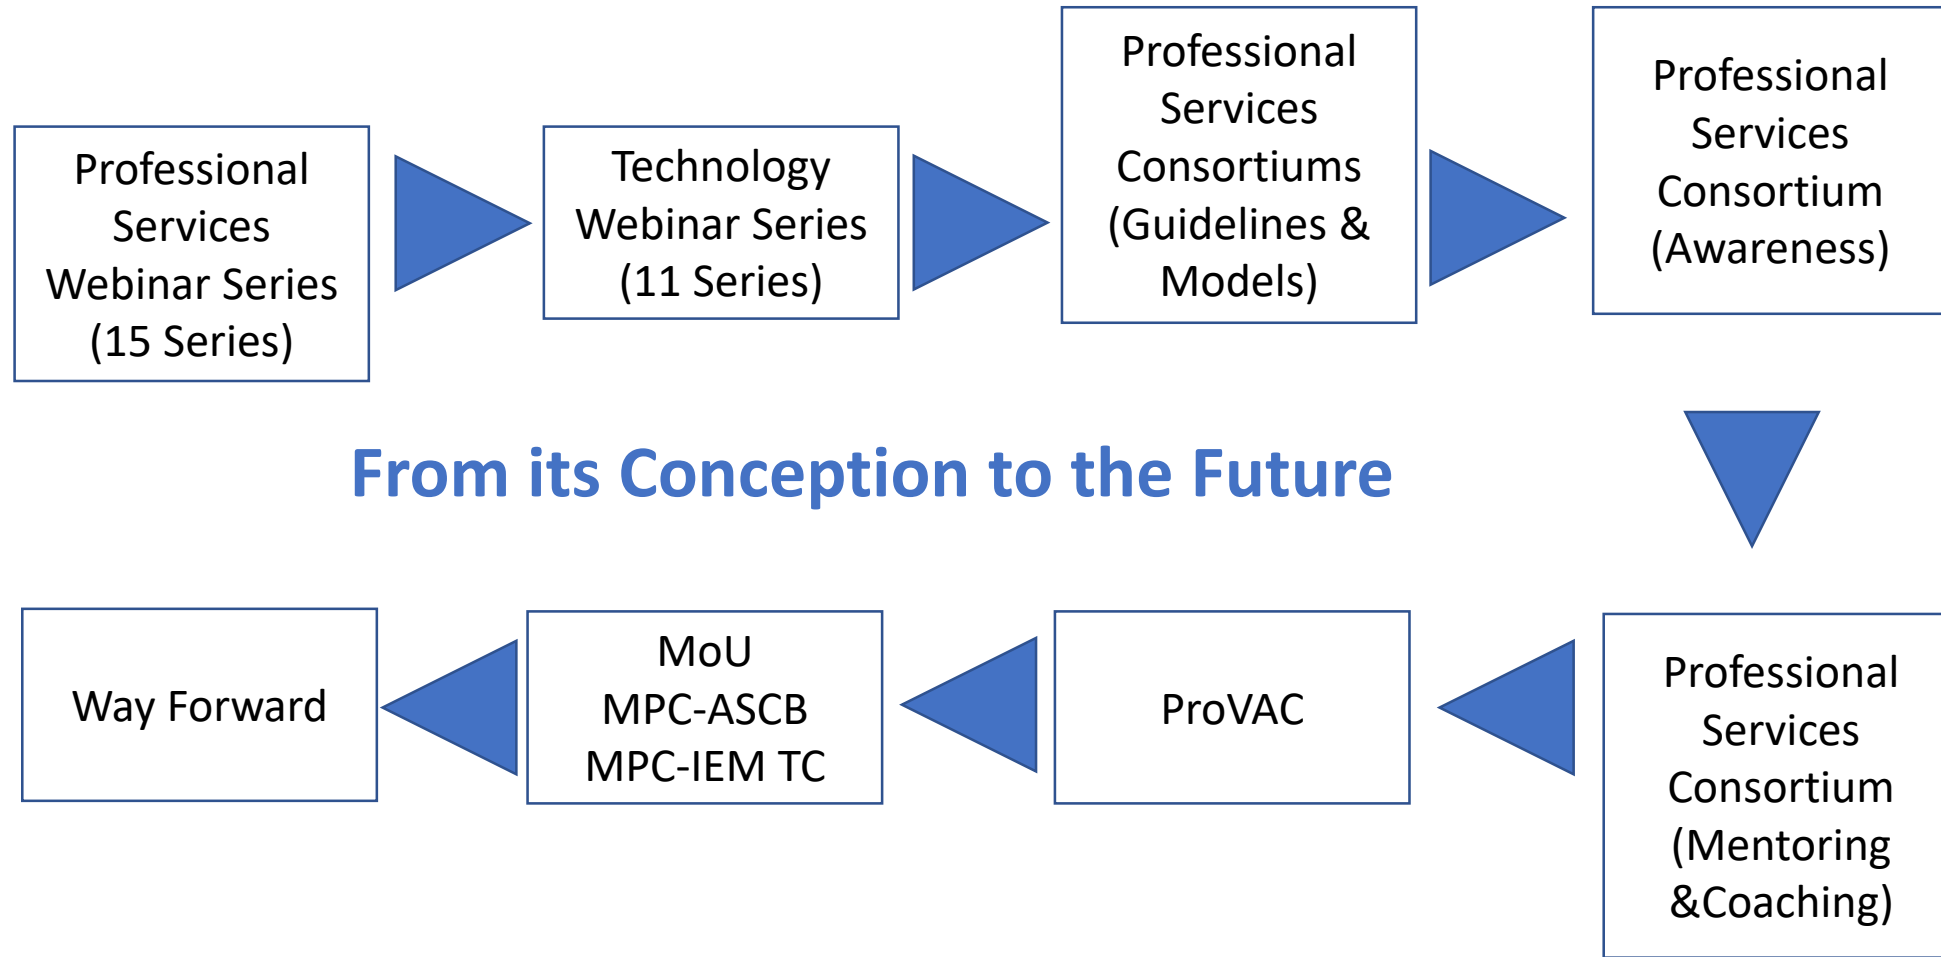 Professional
Services
Webinar Series
(15 Series)
Technology
Webinar Series
(11 Series)
Professional
Services
Consortiums
(Guidelines &
Models)
Professional
Services
Consortium
(Awareness)
From its Conception to the Future
Professional
Services
Consortium
(Mentoring
&Coaching)
ProVAC
MoU
MPC-ASCB
MPC-IEM TC
Way Forward